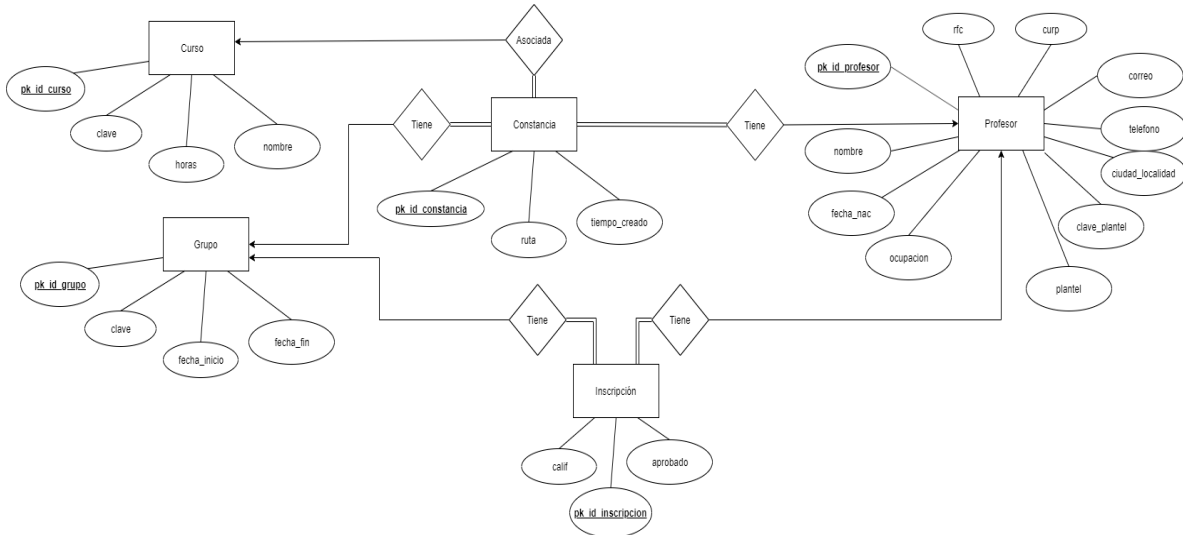 Curso
Asociada
rfc
curp
pk_id_curso
pk_id_profesor
correo
clave
Tiene
Constancia
Tiene
Profesor
horas
nombre
nombre
telefono
ciudad_localidad
pk_id_constancia
ruta
tiempo_creado
fecha_nac
clave_plantel
Grupo
ocupacion
pk_id_grupo
plantel
clave
fecha_inicio
fecha_fin
Tiene
Tiene
Inscripción
calif
aprobado
pk_id_inscripcion